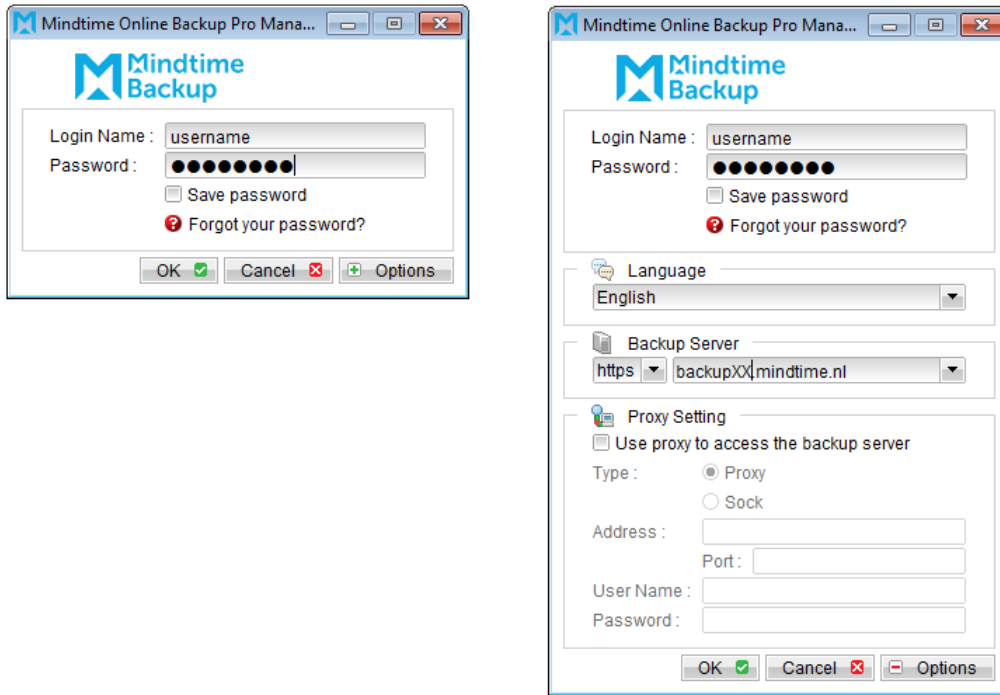 Mindtime Online Backup Pro Mana...
Mindtime
Backup
Login Name : username
Password : ●●●●●●●●
Save password
Forgot your password?
OK Cancel Options
Mindtime Online Backup Pro Mana...
Mindtime
Backup
Login Name : username
Password : ●●●●●●●●
Save password
Forgot your password?
Language
English
Backup Server
https backupXX.mindtime.nl
Proxy Setting
Use proxy to access the backup server
Type : Proxy
Sock
Address :
Port :
User Name :
Password :
OK Cancel Options